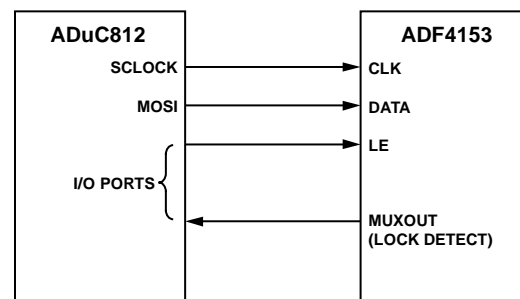 ADuC812
ADF4153
SCLOCK
CLK
MOSI
DATA
LE
I/O PORTS
MUXOUT
(LOCK DETECT)